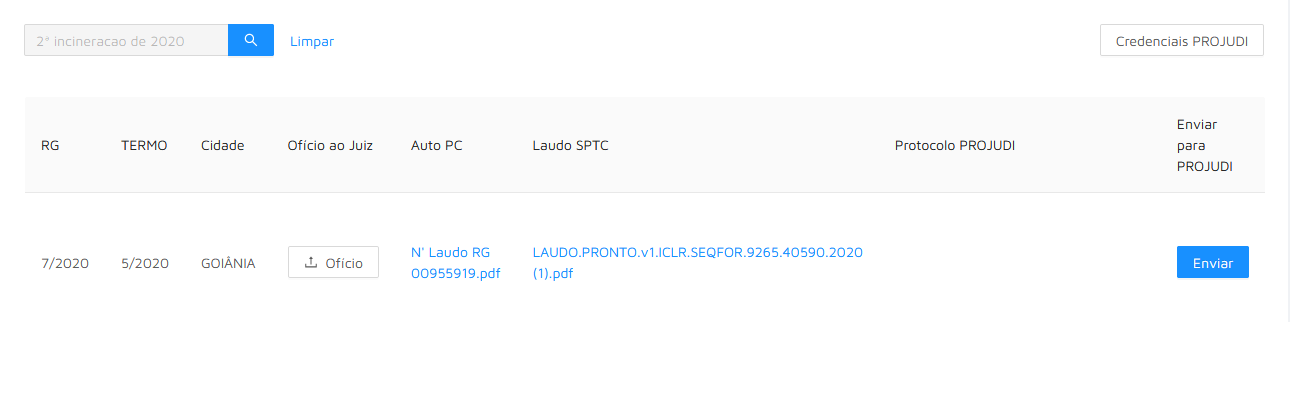 2ª incineracao de 2020
Limpar
Credenciais PROJUDI
RG
TERMO
Cidade
Ofício ao Juiz
Auto PC
Laudo SPTC
Protocolo PROJUDI
Enviar
para
PROJUDI
7/2020
5/2020
GOIÂNIA
Ofício
N' Laudo RG
00955919.pdf
LAUDO.PRONTO.v1.ICLR.SEQFOR.9265.40590.2020
(1).pdf
Enviar